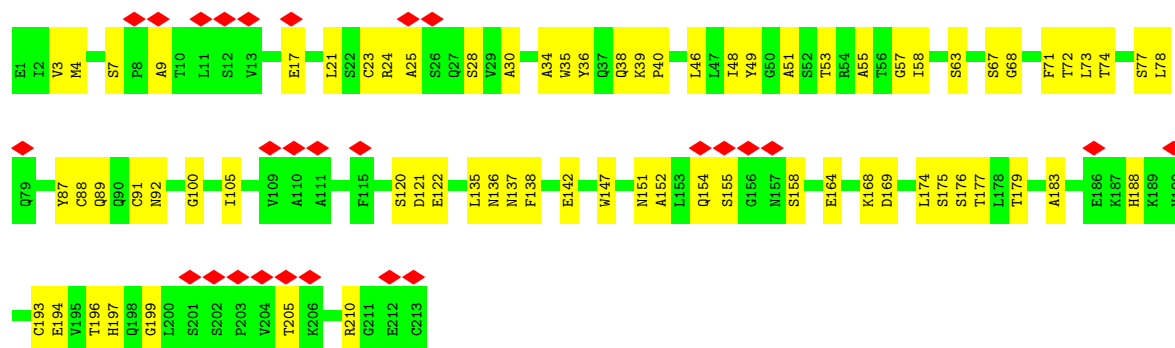 E1 I2 V3 M4 S7 P8 A9 T10 L11 S12 V13 E17 L21 S22 C23 R24 A25 S26 Q27 S28 V29 A30 A34 W35 Y36 Q37 Q38 K39 P40 L46 L47 I48 Y49 G50 A51 S52 T53 R54 A55 T56 G57 I58 S63 S67 G68 F71 T72 L73 T74 S77 L78
Q79 Y87 C88 Q89 Q90 C91 N92 G100 I105 V109 A110 A111 F115 S120 D121 E122 L135 N136 N137 F138 E142 W147 N151 A152 L153 Q154 S155 G156 N157 S158 E164 K168 D169 L174 S175 S176 T177 L178 T179 A183 E186 K187 H188 K189
C193 E194 V195 T196 H197 Q198 G199 L200 S201 S202 P203 V204 T205 K206 R210 G211 E212 C213